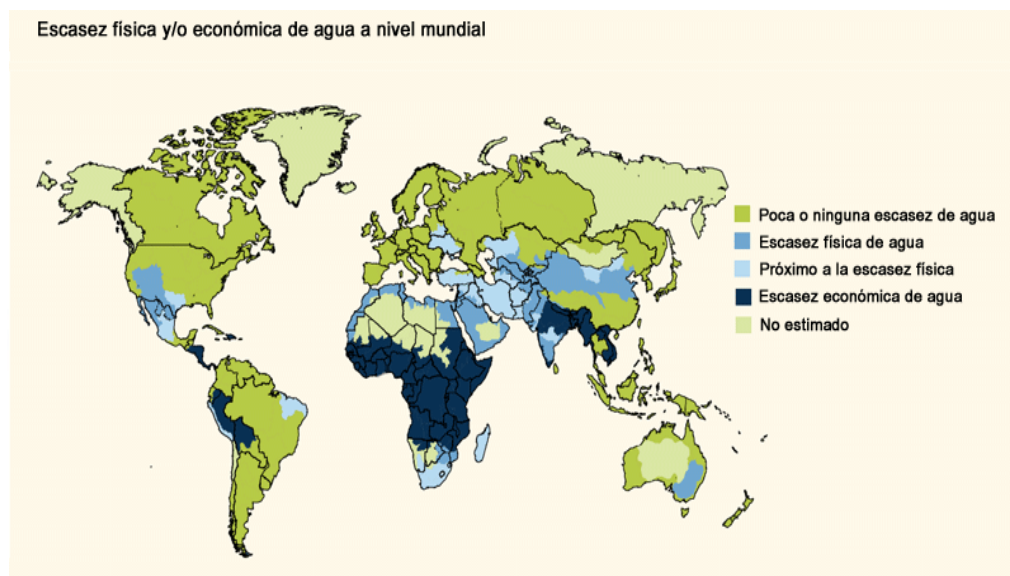 Escasez física y/o económica de agua a nivel mundial
Poca o ninguna escasez de agua
Escasez física de agua
Próximo a la escasez física
Escasez económica de agua
No estimado